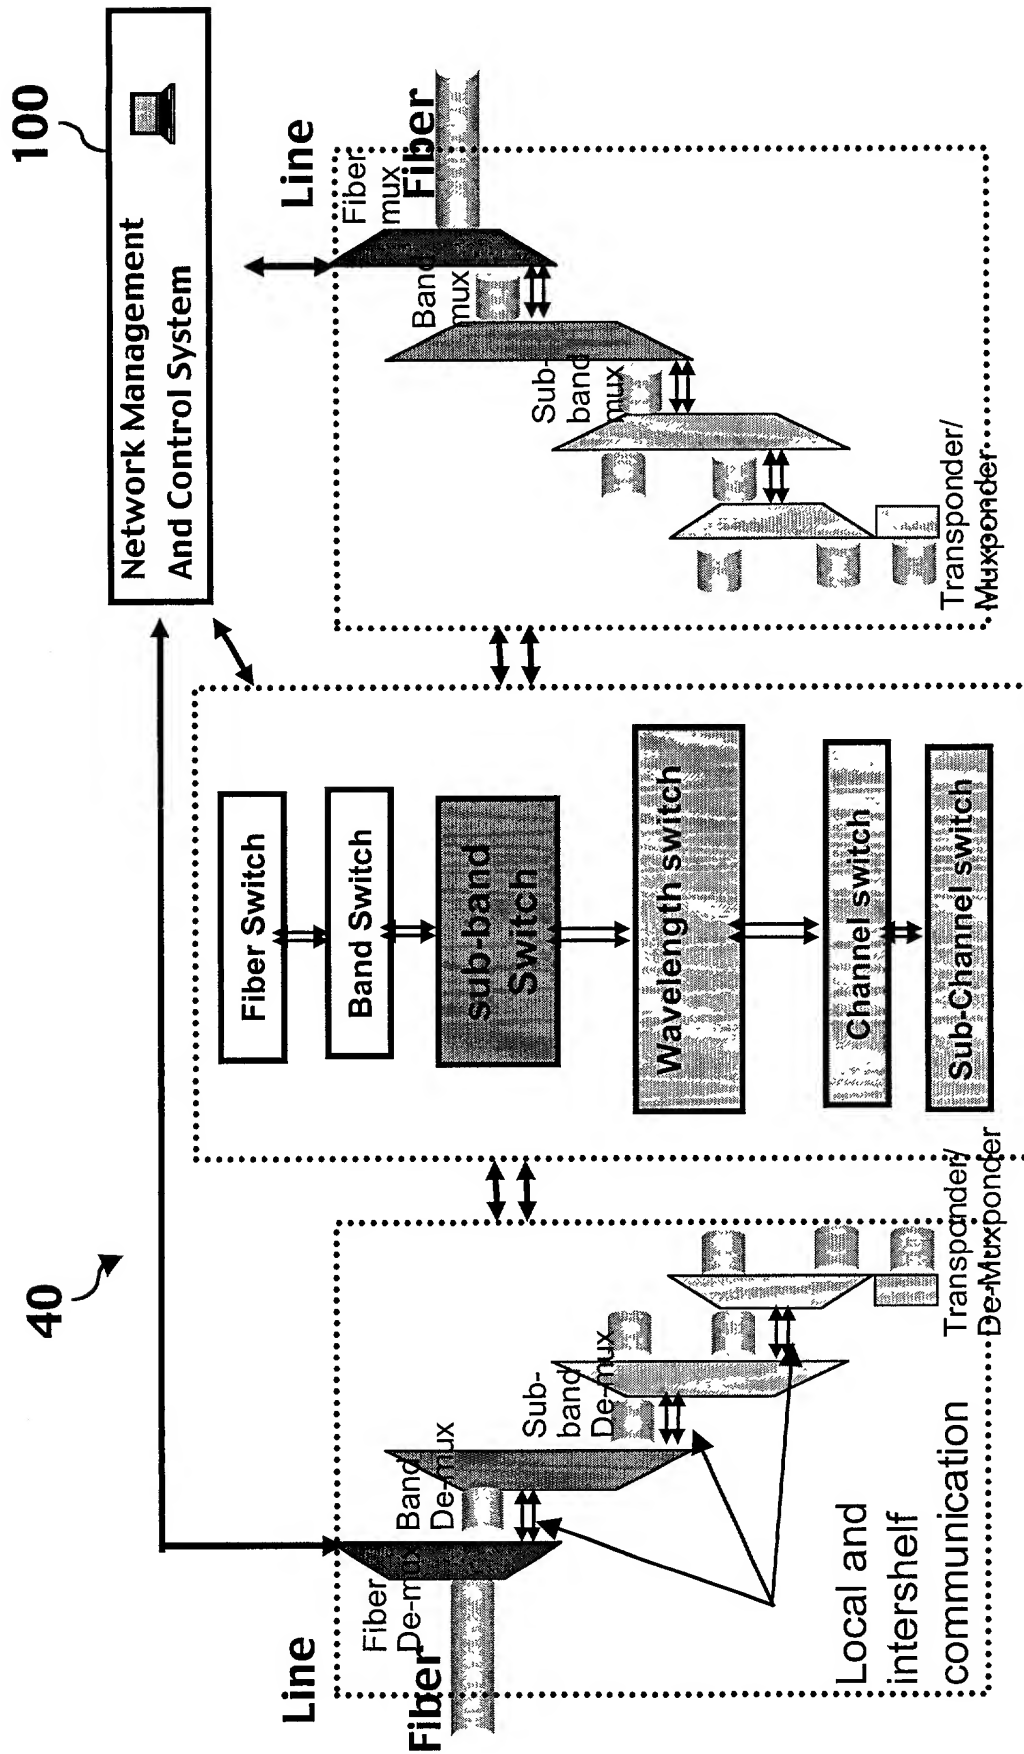 40
100
Network Management
And Control System
Line
Fiber
Fiber
De-mux
Band
De-mux
Sub-
band
De-mux
Transponder/
De-Muxponder
Local and
intershelf
communication
Fiber Switch
Band Switch
Sub-band
Switch
Wavelength switch
Channel switch
Sub-Channel switch
Line
Fiber
Fiber
mux
Band
mux
Sub-
band
mux
Transponder/
Muxponder